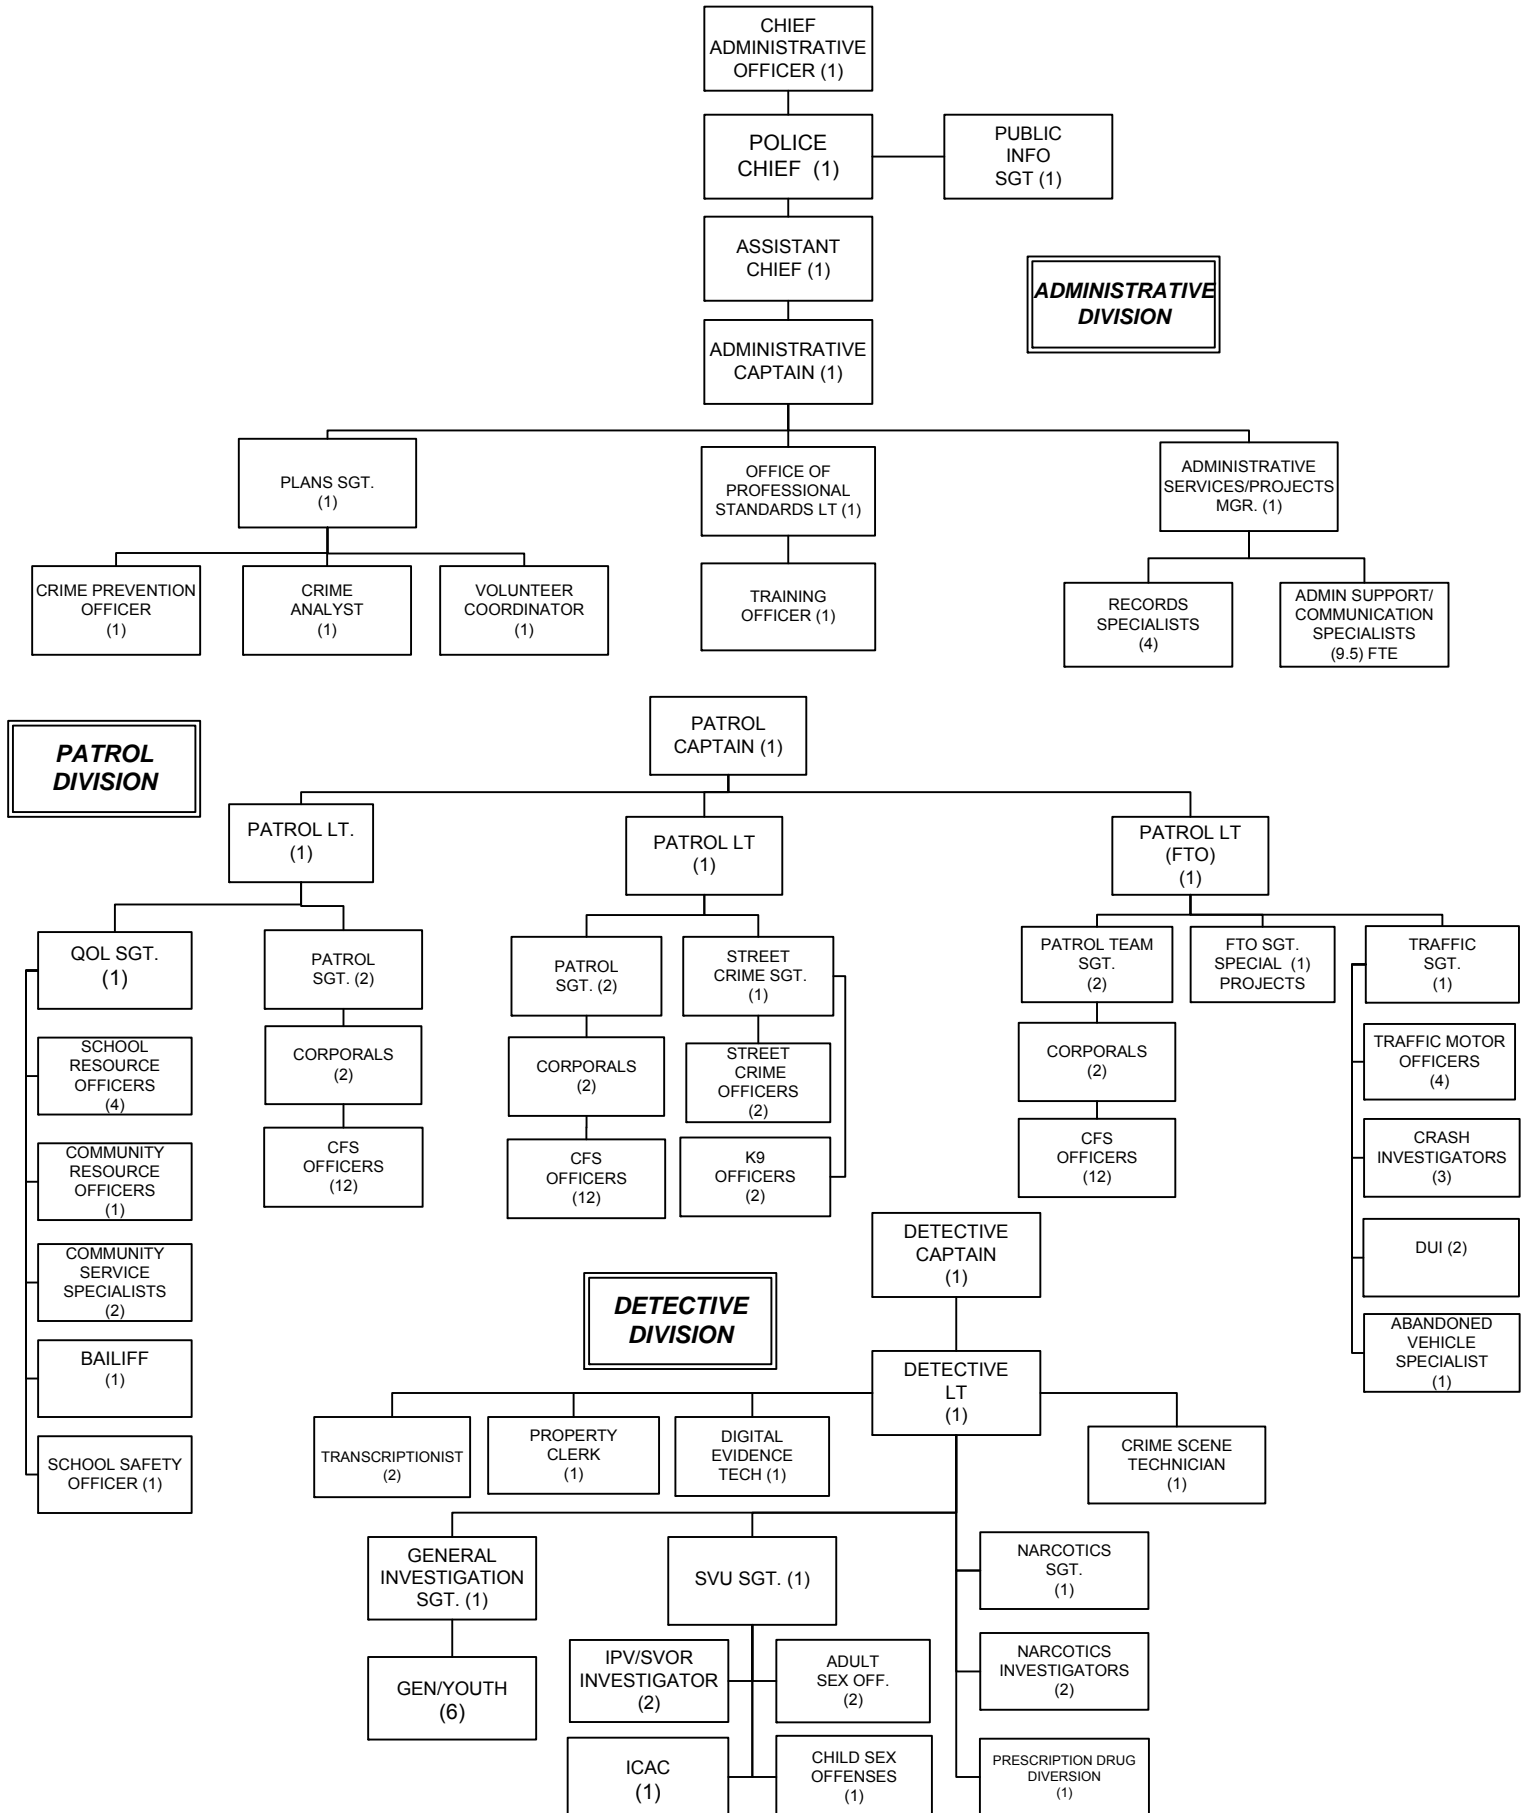 CHIEF
ADMINISTRATIVE
OFFICER (1)
POLICE
CHIEF (1)
PUBLIC
INFO
SGT (1)
ASSISTANT
CHIEF (1)
ADMINISTRATIVE
DIVISION
ADMINISTRATIVE
CAPTAIN (1)
PLANS SGT.
(1)
OFFICE OF
PROFESSIONAL
STANDARDS LT (1)
ADMINISTRATIVE
SERVICES/PROJECTS
MGR. (1)
CRIME PREVENTION
OFFICER
(1)
CRIME
ANALYST
(1)
VOLUNTEER
COORDINATOR
(1)
TRAINING
OFFICER (1)
RECORDS
SPECIALISTS
(4)
ADMIN SUPPORT/
COMMUNICATION
SPECIALISTS
(9.5) FTE
PATROL
DIVISION
PATROL
CAPTAIN (1)
PATROL LT.
(1)
PATROL LT
(1)
PATROL LT
(FTO)
(1)
QOL SGT.
(1)
PATROL
SGT. (2)
PATROL
SGT. (2)
STREET
CRIME SGT.
(1)
PATROL TEAM
SGT.
(2)
FTO SGT.
SPECIAL (1)
PROJECTS
TRAFFIC
SGT.
(1)
SCHOOL
RESOURCE
OFFICERS
(4)
CORPORALS
(2)
CORPORALS
(2)
STREET
CRIME
OFFICERS
(2)
CORPORALS
(2)
TRAFFIC MOTOR
OFFICERS
(4)
COMMUNITY
RESOURCE
OFFICERS
(1)
CFS
OFFICERS
(12)
CFS
OFFICERS
(12)
K9
OFFICERS
(2)
CFS
OFFICERS
(12)
CRASH
INVESTIGATORS
(3)
COMMUNITY
SERVICE
SPECIALISTS
(2)
DUI (2)
BAILIFF
(1)
ABANDONED
VEHICLE
SPECIALIST
(1)
SCHOOL SAFETY
OFFICER (1)
DETECTIVE
DIVISION
DETECTIVE
CAPTAIN
(1)
DETECTIVE
LT
(1)
TRANSCRIPTIONIST
(2)
PROPERTY
CLERK
(1)
DIGITAL
EVIDENCE
TECH (1)
CRIME SCENE
TECHNICIAN
(1)
GENERAL
INVESTIGATION
SGT. (1)
SVU SGT. (1)
NARCOTICS
SGT.
(1)
GEN/YOUTH
(6)
IPV/SVOR
INVESTIGATOR
(2)
ADULT
SEX OFF.
(2)
NARCOTICS
INVESTIGATORS
(2)
ICAC
(1)
CHILD SEX
OFFENSES
(1)
PRESCRIPTION DRUG
DIVERSION
(1)